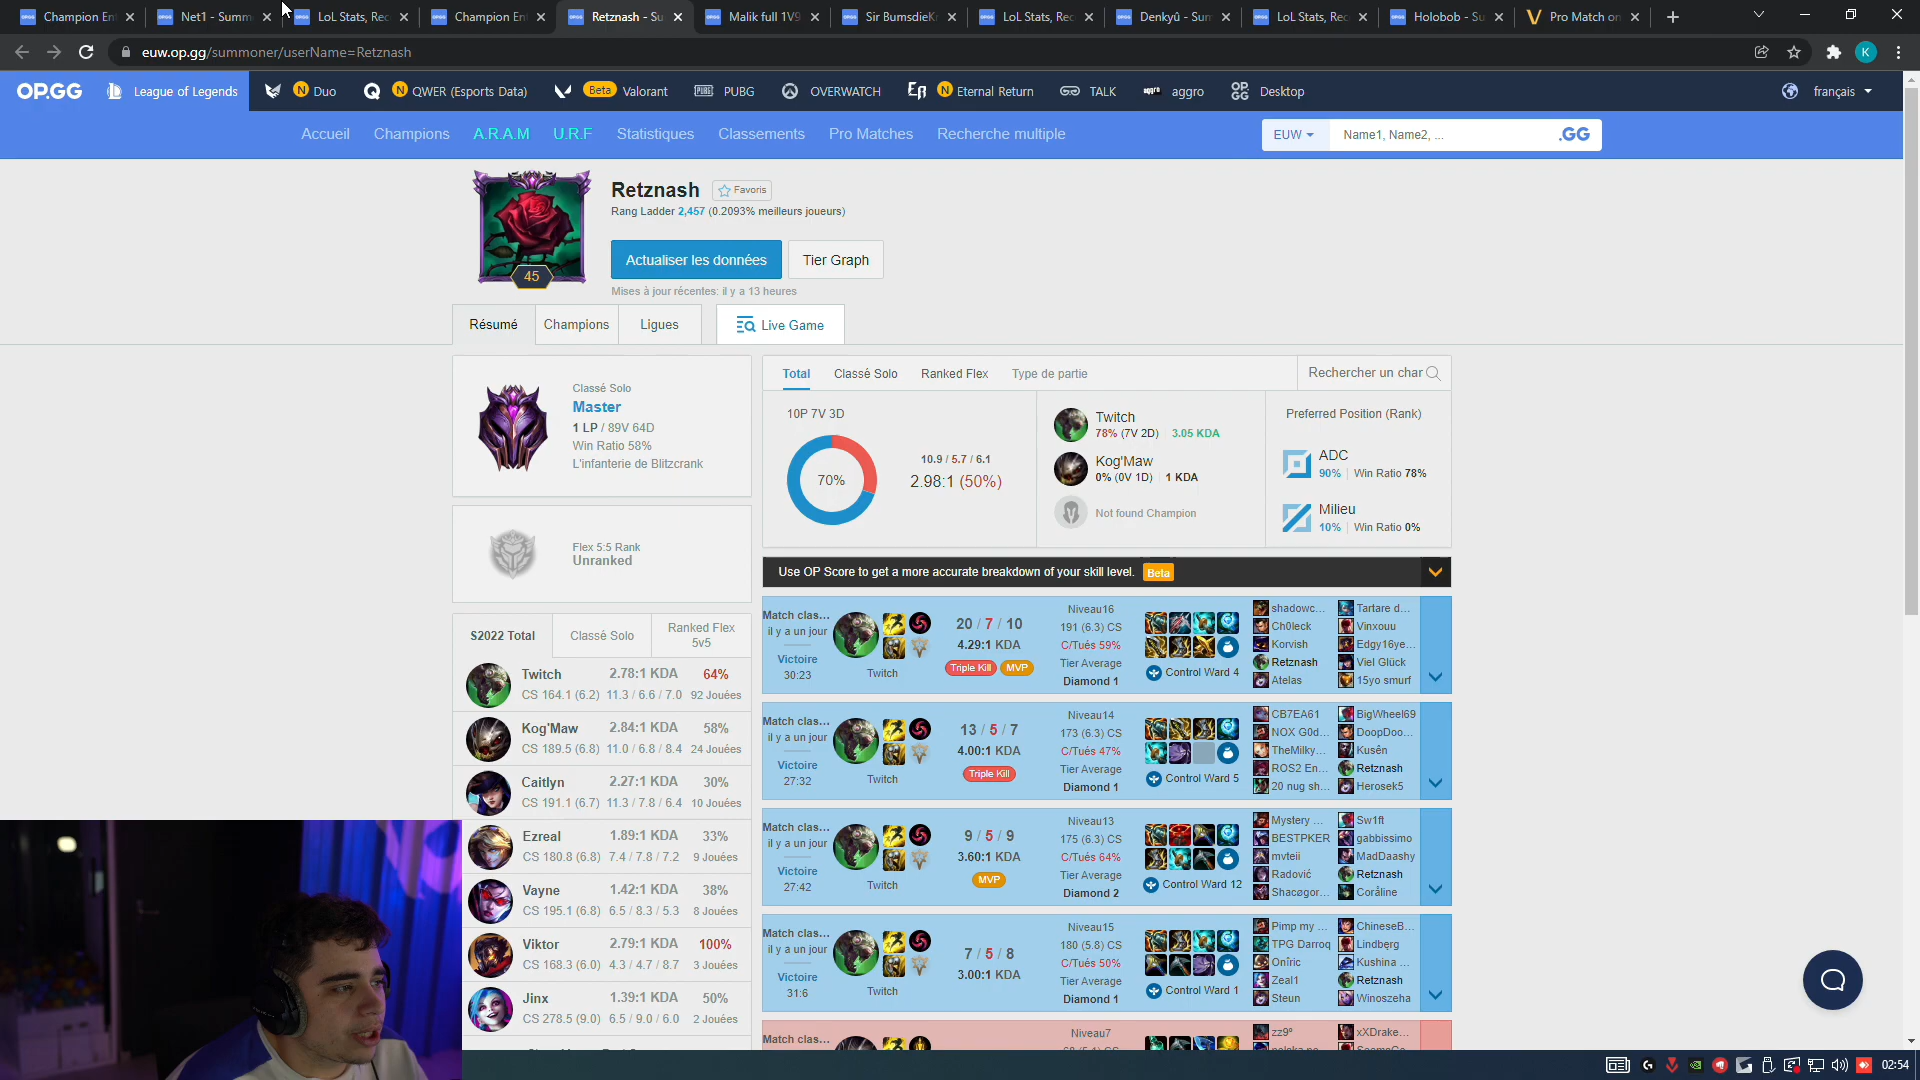 Champion En
Net1 - Summ
LoL Stats, Rec
Champion En
Retznash - Su
Malik full 1V9
Sir BumsdieK
LoL Stats, Rec
Denkyû - Sum
LoL Stats, Rec
Holobob - Su
Pro Match on
euw.op.gg/summoner/userName=Retznash
K
OP.GG
League of Legends
N Duo
N QWER (Esports Data)
Beta Valorant
PUBG
OVERWATCH
N Eternal Return
TALK
aggro
Desktop
français
Accueil
Champions
A.R.A.M
U.R.F
Statistiques
Classements
Pro Matches
Recherche multiple
EUW
Name1, Name2, ...
.GG
45
Retznash
Favoris
Rang Ladder 2,457 (0.2093% meilleurs joueurs)
Actualiser les données
Tier Graph
Mises à jour récentes: il y a 13 heures
Résumé
Champions
Ligues
Live Game
Classé Solo
Master
1 LP / 89V 64D
Win Ratio 58%
L'infanterie de Blitzcrank
Flex 5:5 Rank
Unranked
S2022 Total
Classé Solo
Ranked Flex
5v5
Twitch 2.78:1 KDA 64%
CS 164.1 (6.2) 11.3 / 6.6 / 7.0 92 Jouées
Kog'Maw 2.84:1 KDA 58%
CS 189.5 (6.8) 11.0 / 6.8 / 8.4 24 Jouées
Caitlyn 2.27:1 KDA 30%
CS 191.1 (6.7) 11.3 / 7.8 / 6.4 10 Jouées
Ezreal 1.89:1 KDA 33%
CS 180.8 (6.8) 7.4 / 7.8 / 7.2 9 Jouées
Vayne 1.42:1 KDA 38%
CS 195.1 (6.8) 6.5 / 8.3 / 5.3 8 Jouées
Viktor 2.79:1 KDA 100%
CS 168.3 (6.0) 4.3 / 4.7 / 8.7 3 Jouées
Jinx 1.39:1 KDA 50%
CS 278.5 (9.0) 6.5 / 9.0 / 6.0 2 Jouées
Total
Classé Solo
Ranked Flex
Type de partie
Rechercher un char
10P 7V 3D
70%
10.9 / 5.7 / 6.1
2.98:1 (50%)
Twitch
78% (7V 2D) 3.05 KDA
Kog'Maw
0% (0V 1D) 1 KDA
Not found Champion
Preferred Position (Rank)
ADC
90% Win Ratio 78%
Milieu
10% Win Ratio 0%
Use OP Score to get a more accurate breakdown of your skill level. Beta
Match clas...
il y a un jour
Victoire
30:23
Twitch
20 / 7 / 10
4.29:1 KDA
Triple Kill MVP
Niveau16
191 (6.3) CS
C/Tués 59%
Tier Average
Diamond 1
Control Ward 4
shadowc... Tartare d...
Ch0leck Vinxouu
Korvish Edgy16ye...
Retznash Viel Glück
Atelas 15yo smurf
Match clas...
il y a un jour
Victoire
27:32
Twitch
13 / 5 / 7
4.00:1 KDA
Triple Kill
Niveau14
173 (6.3) CS
C/Tués 47%
Tier Average
Diamond 1
Control Ward 5
CB7EA61 BigWheel69
NOX G0d... DoopDoo...
TheMilky... Kusên
ROS2 En... Retznash
20 nug sh... Herosek5
Match clas...
il y a un jour
Victoire
27:42
Twitch
9 / 5 / 9
3.60:1 KDA
MVP
Niveau13
175 (6.3) CS
C/Tués 64%
Tier Average
Diamond 2
Control Ward 12
Mystery ... Sw1ft
BESTPKER gabbissimo
mvteii MadDaashy
Radović Retznash
Shacøgor... Coráline
Match clas...
il y a un jour
Victoire
31:6
Twitch
7 / 5 / 8
3.00:1 KDA
Niveau15
180 (5.8) CS
C/Tués 50%
Tier Average
Diamond 1
Control Ward 1
Pimp my ... ChineseB...
TPG Darroq Lindbęrg
Onîric Kushina ...
Zeal1 Retznash
Steun Winoszeha
Match clas...
Niveau7
zz9º xXDrake...
02:54